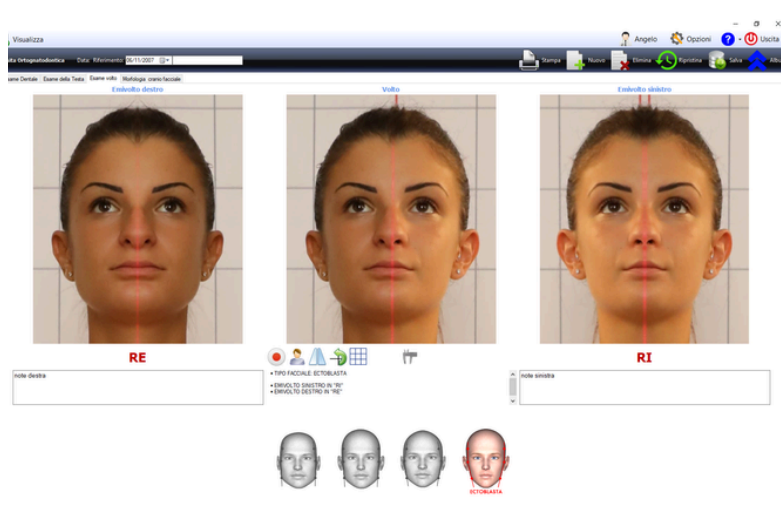 Visualizza
Angelo
Opzioni
Uscita
Ortognatodontica
Data: Riferimento: 06/11/2007
Stampa
Nuovo
Elimina
Ripristina
Salva
Esame della Testa
Esame volto
Morfologia cranio facciale
Emivolto destro
Volto
Emivolto sinistro
RE
RI
note destra
• TIPO FACCIALE: ECTOBLASTA
• EMIVOLTO SINISTRO IN "RI"
• EMIVOLTO DESTRO IN "RE"
note sinistra
ECTOBLASTA